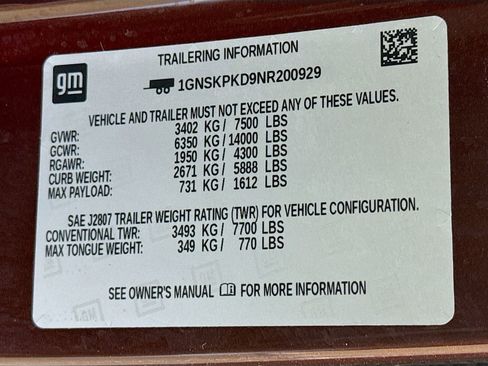 gm
TRAILERING INFORMATION
1GNSKPKD9NR200929
VEHICLE AND TRAILER MUST NOT EXCEED ANY OF THESE VALUES.
GVWR: 3402 KG / 7500 LBS
GCWR: 6350 KG / 14000 LBS
RGAWR: 1950 KG / 4300 LBS
CURB WEIGHT: 2671 KG / 5888 LBS
MAX PAYLOAD: 731 KG / 1612 LBS
SAE J2807 TRAILER WEIGHT RATING (TWR) FOR VEHICLE CONFIGURATION.
CONVENTIONAL TWR: 3493 KG / 7700 LBS
MAX TONGUE WEIGHT: 349 KG / 770 LBS
SEE OWNER'S MANUAL FOR MORE INFORMATION